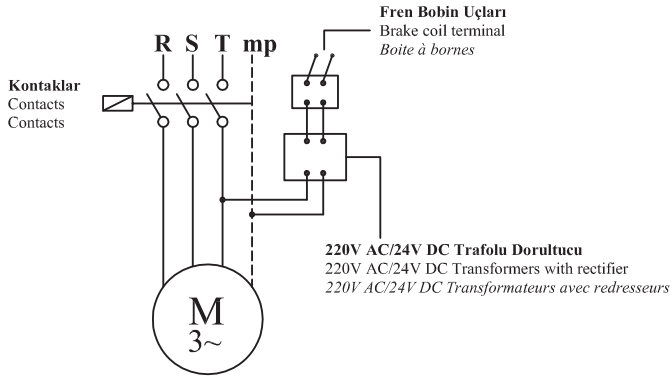 Fren Bobin Uçları
Brake coil terminal
Boite à bornes
R S T mp
Kontaklar
Contacts
Contacts
220V AC/24V DC Trafolu Dorultucu
220V AC/24V DC Transformers with rectifier
220V AC/24V DC Transformateurs avec redresseurs
M
3~